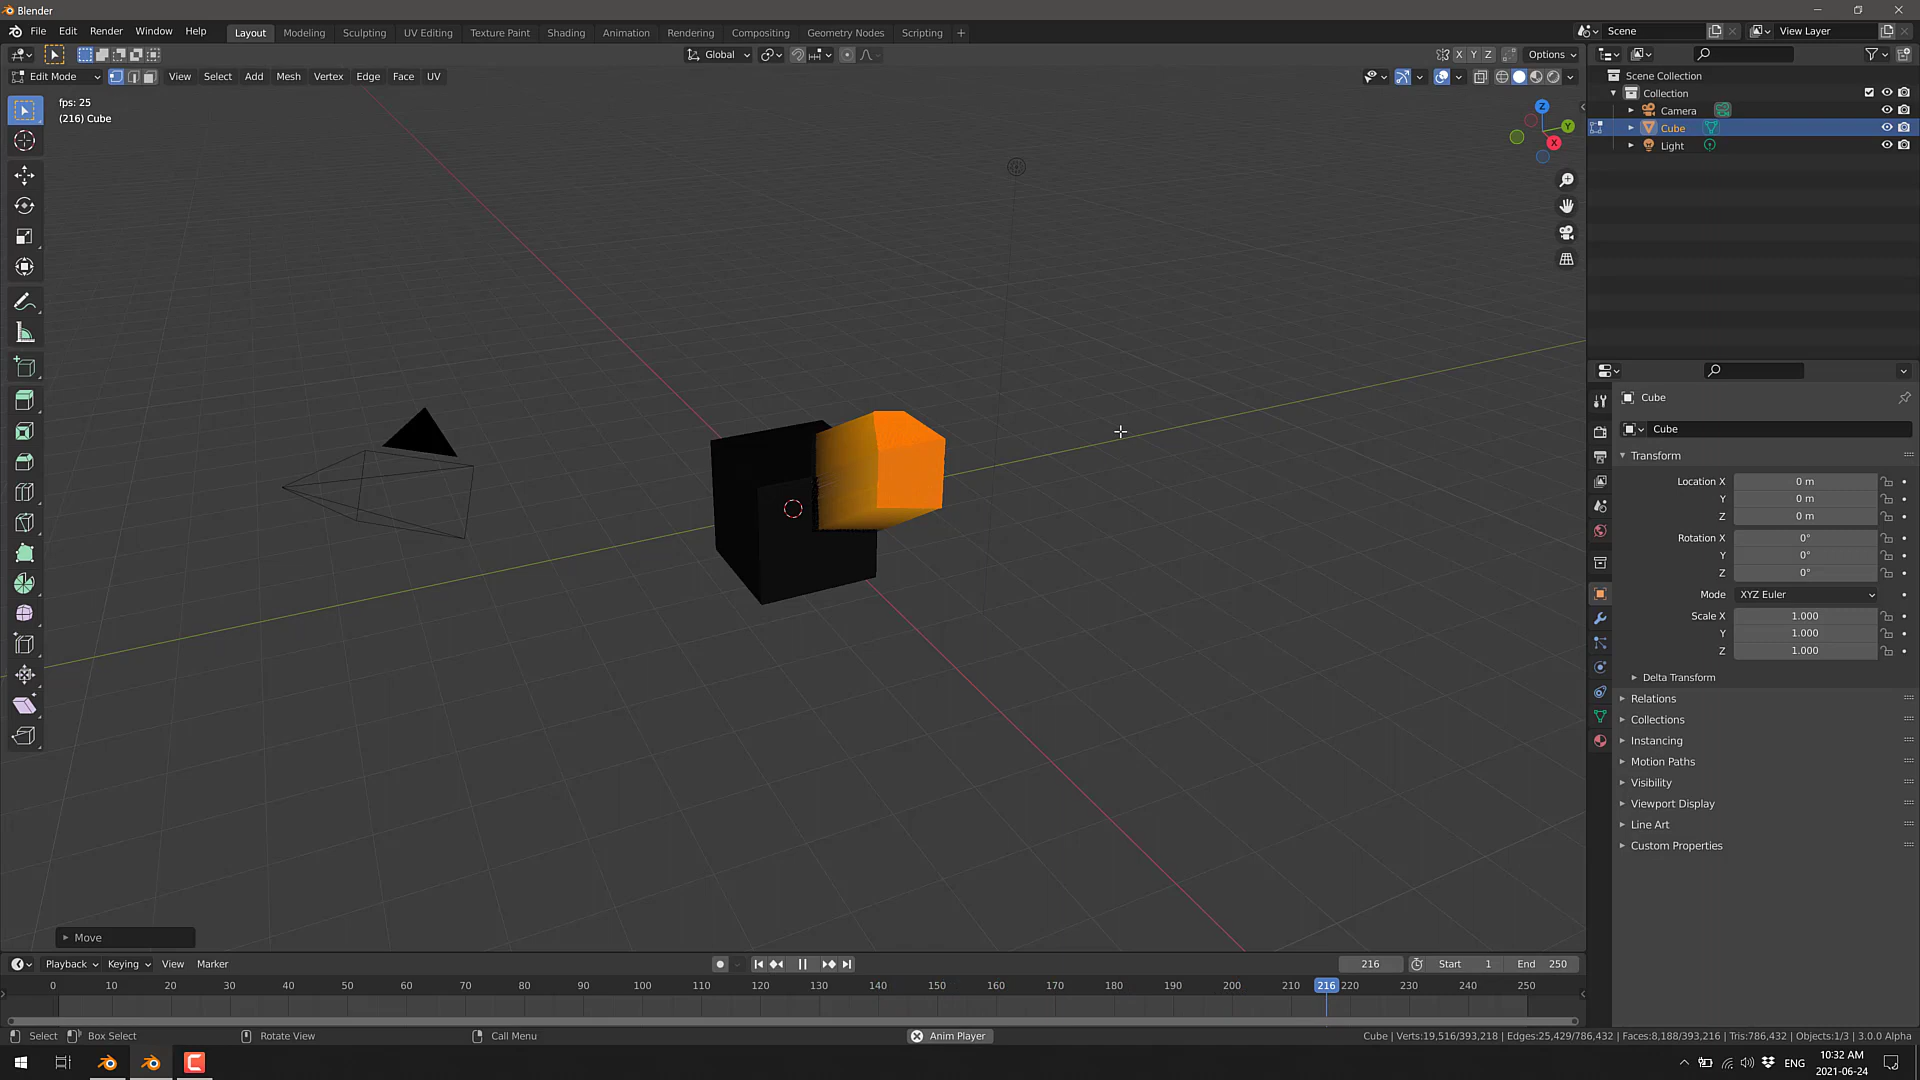 Blender
File Edit Render Window Help
Layout Modeling Sculpting UV Editing Texture Paint Shading Animation Rendering Compositing Geometry Nodes Scripting +
Scene
View Layer
Global
X Y Z
Options
Edit Mode
View Select Add Mesh Vertex Edge Face UV
fps: 25
(216) Cube
Z
Y
X
Scene Collection
Collection
Camera
Cube
Light
Cube
Cube
Transform
Location X 0 m
Y 0 m
Z 0 m
Rotation X 0°
Y 0°
Z 0°
Mode XYZ Euler
Scale X 1.000
Y 1.000
Z 1.000
Delta Transform
Relations
Collections
Instancing
Motion Paths
Visibility
Viewport Display
Line Art
Custom Properties
Move
Playback Keying View Marker
216
Start 1
End 250
0 10 20 30 40 50 60 70 80 90 100 110 120 130 140 150 160 170 180 190 200 210 216 220 230 240 250
Select Box Select Rotate View Call Menu
Anim Player
Cube | Verts:19,516/393,218 | Edges:25,429/786,432 | Faces:8,188/393,216 | Tris:786,432 | Objects:1/3 | 3.0.0 Alpha
ENG
10:32 AM
2021-06-24